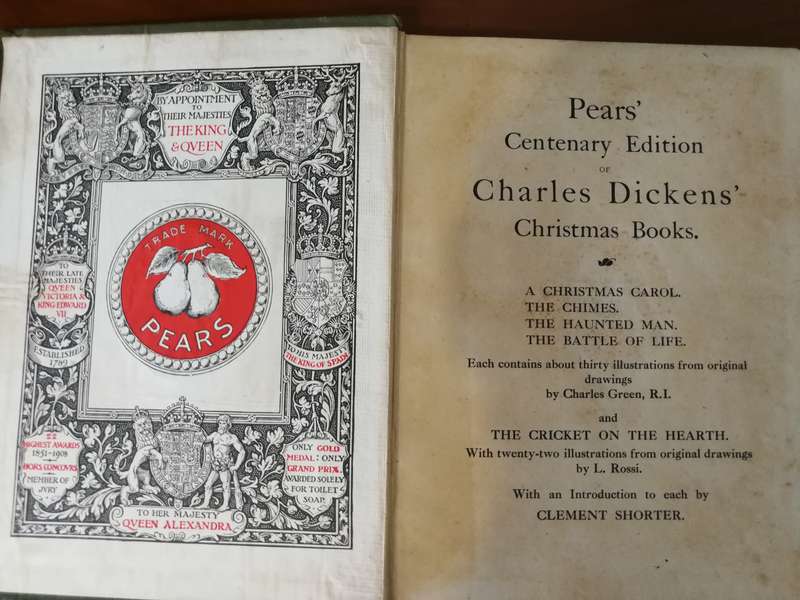 BY APPOINTMENT
TO
THEIR MAJESTIES
THE KING
& QVEEN
TRADE MARK
PEARS
TO
THEIR LATE
MAJESTIES
QVEEN
VICTORIA &
KING EDWARD
VII
ESTABLISHED
1789
TO HIS MAJESTY
THE KING OF SPAIN
22
HIGHEST AWARDS
1851-1908
HORS CONCOVRS
MEMBER OF
JVRY
ONLY GOLD
MEDAL: ONLY
GRAND PRIX
AWARDED SOLELY
FOR TOILET
SOAP.
TO HER MAJESTY
QVEEN ALEXANDRA
Pears'
Centenary Edition
OF
Charles Dickens'
Christmas Books.
A CHRISTMAS CAROL.
THE CHIMES.
THE HAUNTED MAN.
THE BATTLE OF LIFE.
Each contains about thirty illustrations from original
drawings
by Charles Green, R.I.
and
THE CRICKET ON THE HEARTH.
With twenty-two illustrations from original drawings
by L. Rossi.
With an Introduction to each by
CLEMENT SHORTER.